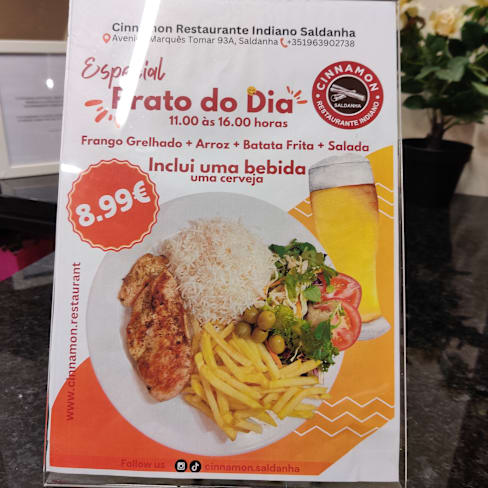 Cinnamon Restaurante Indiano Saldanha
Avenida Marquês Tomar 93A, Saldanha +351963902738
Especial
Prato do Dia
11.00 às 16.00 horas
CINNAMON
SALDANHA
RESTAURANTE INDIANO
Frango Grelhado + Arroz + Batata Frita + Salada
Inclui uma bebida
uma cerveja
8.99€
www.cinnamon.restaurant
Follow us cinnamon.saldanha